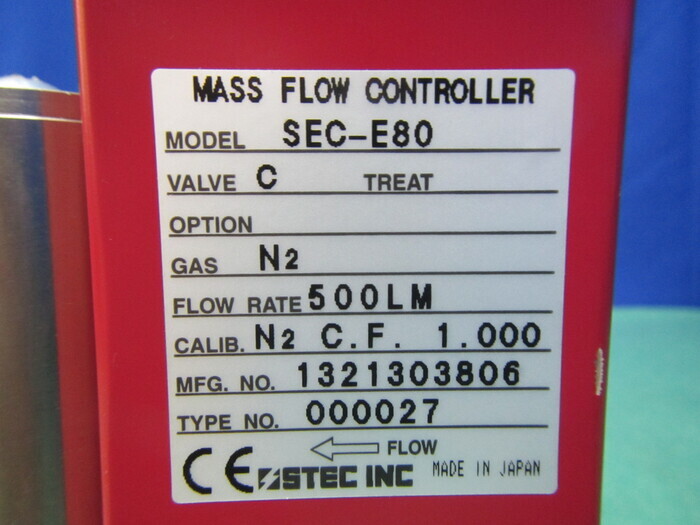 MASS FLOW CONTROLLER
MODEL SEC-E80
VALVE C TREAT
OPTION
GAS N2
FLOW RATE 500LM
CALIB. N2 C.F. 1.000
MFG. NO. 1321303806
TYPE NO. 000027
FLOW
CE STEC INC MADE IN JAPAN